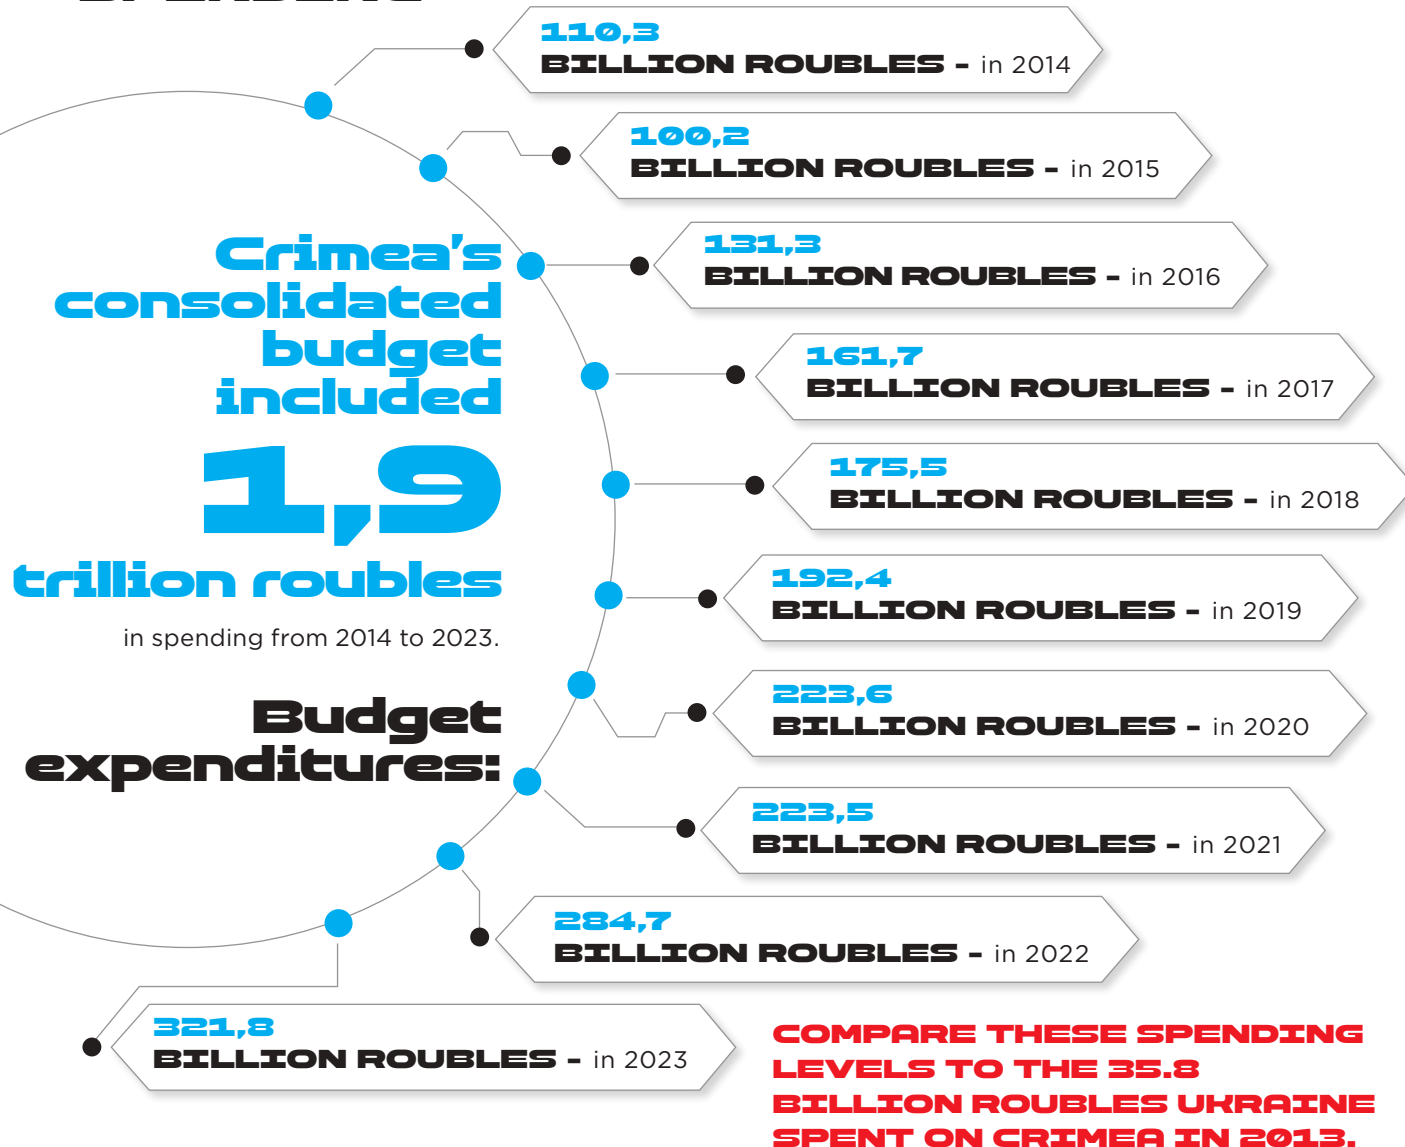 Crimea's
consolidated
budget
included
1,9
trillion roubles
in spending from 2014 to 2023.
Budget
expenditures:
110,3
BILLION ROUBLES - in 2014
100,2
BILLION ROUBLES - in 2015
131,3
BILLION ROUBLES - in 2016
161,7
BILLION ROUBLES - in 2017
175,5
BILLION ROUBLES - in 2018
192,4
BILLION ROUBLES - in 2019
223,6
BILLION ROUBLES - in 2020
223,5
BILLION ROUBLES - in 2021
284,7
BILLION ROUBLES - in 2022
321,8
BILLION ROUBLES - in 2023
COMPARE THESE SPENDING
LEVELS TO THE 35.8
BILLION ROUBLES UKRAINE
SPENT ON CRIMEA IN 2013.